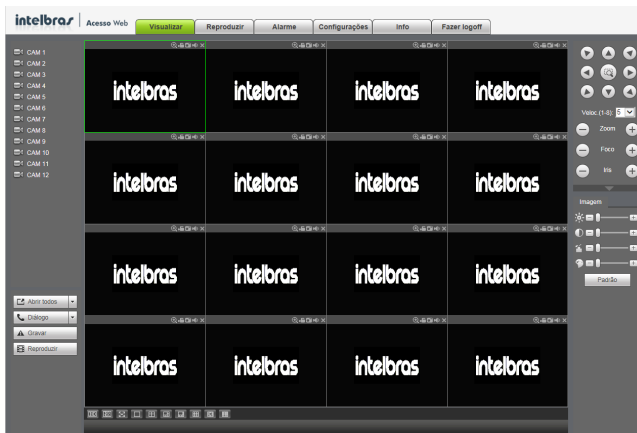 intelbras Acesso Web Visualizar Reproduzir Alarme Configurações Info Fazer logoff
CAM 1
CAM 2
CAM 3
CAM 4
CAM 5
CAM 6
CAM 7
CAM 8
CAM 9
CAM 10
CAM 11
CAM 12
Abrir todos
Diálogo
Gravar
Reproduzir
intelbras intelbras intelbras intelbras
intelbras intelbras intelbras intelbras
intelbras intelbras intelbras intelbras
intelbras intelbras intelbras intelbras
Veloc.(1-8): 5
Zoom
Foco
Iris
Imagem
Padrão